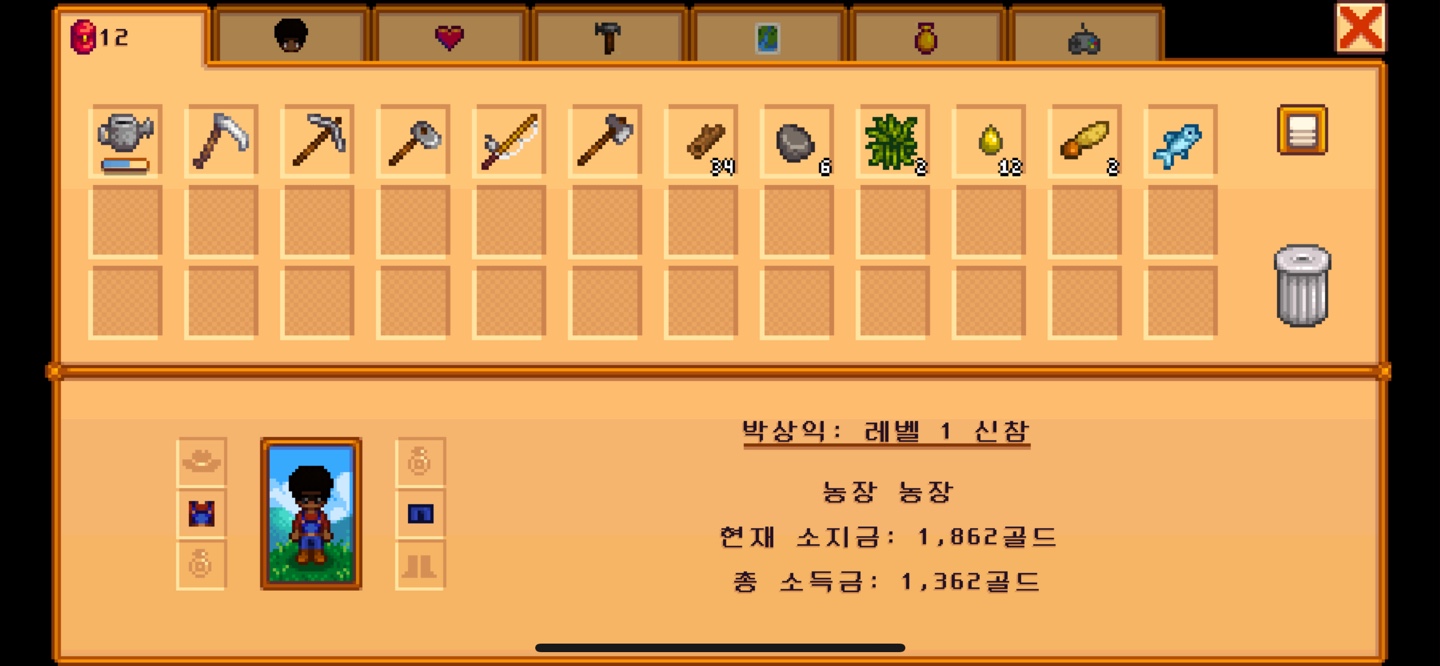 12
34 6 2 12 2
박상익: 레벨 1 신참
농장 농장
현재 소지금: 1,862골드
총 소득금: 1,362골드